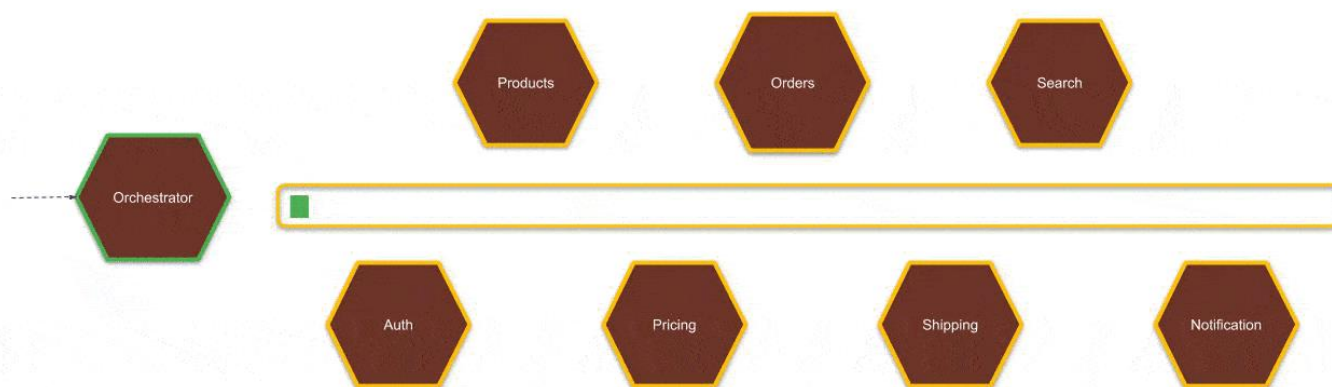 Products
Orders
Search
Orchestrator
Auth
Pricing
Shipping
Notification